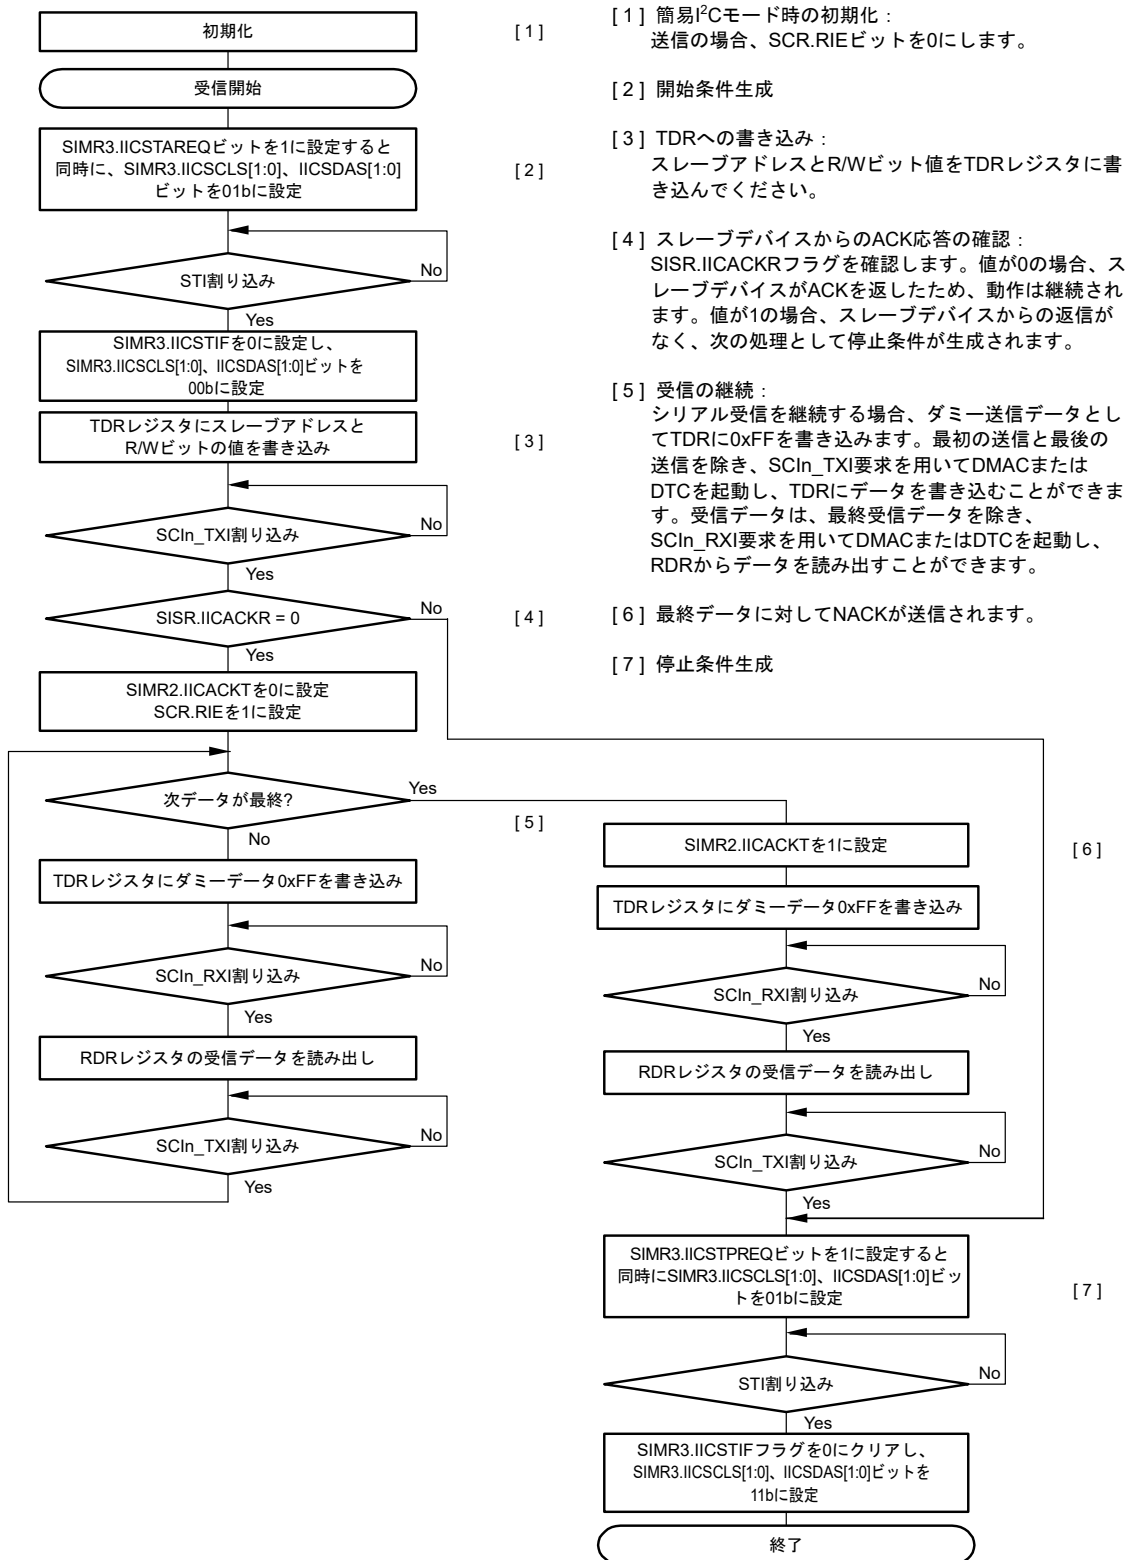 初期化
[ 1 ]
受信開始
SIMR3.IICSTAREQビットを1に設定すると
同時に、SIMR3.IICSCLS[1:0]、IICSDAS[1:0]
ビットを01bに設定
[ 2 ]
STI割り込み
No
Yes
SIMR3.IICSTIFを0に設定し、
SIMR3.IICSCLS[1:0]、IICSDAS[1:0]ビットを
00bに設定
TDRレジスタにスレーブアドレスと
R/Wビットの値を書き込み
[ 3 ]
SCIn_TXI割り込み
No
Yes
SISR.IICACKR = 0
No
[ 4 ]
Yes
SIMR2.IICACKTを0に設定
SCR.RIEを1に設定
次データが最終?
Yes
[ 5 ]
No
TDRレジスタにダミーデータ0xFFを書き込み
SCIn_RXI割り込み
No
Yes
RDRレジスタの受信データを読み出し
SCIn_TXI割り込み
No
Yes
[ 1 ] 簡易I²Cモード時の初期化：
送信の場合、SCR.RIEビットを0にします。
[ 2 ] 開始条件生成
[ 3 ] TDRへの書き込み：
スレーブアドレスとR/Wビット値をTDRレジスタに書
き込んでください。
[ 4 ] スレーブデバイスからのACK応答の確認：
SISR.IICACKRフラグを確認します。値が0の場合、ス
レーブデバイスがACKを返したため、動作は継続され
ます。値が1の場合、スレーブデバイスからの返信が
なく、次の処理として停止条件が生成されます。
[ 5 ] 受信の継続：
シリアル受信を継続する場合、ダミー送信データとし
てTDRに0xFFを書き込みます。最初の送信と最後の
送信を除き、SCIn_TXI要求を用いてDMACまたは
DTCを起動し、TDRにデータを書き込むことができま
す。受信データは、最終受信データを除き、
SCIn_RXI要求を用いてDMACまたはDTCを起動し、
RDRからデータを読み出すことができます。
[ 6 ] 最終データに対してNACKが送信されます。
[ 7 ] 停止条件生成
SIMR2.IICACKTを1に設定
[ 6 ]
TDRレジスタにダミーデータ0xFFを書き込み
SCIn_RXI割り込み
No
Yes
RDRレジスタの受信データを読み出し
SCIn_TXI割り込み
No
Yes
SIMR3.IICSTPREQビットを1に設定すると
同時にSIMR3.IICSCLS[1:0]、IICSDAS[1:0]ビッ
トを01bに設定
[ 7 ]
STI割り込み
No
Yes
SIMR3.IICSTIFフラグを0にクリアし、
SIMR3.IICSCLS[1:0]、IICSDAS[1:0]ビットを
11bに設定
終了